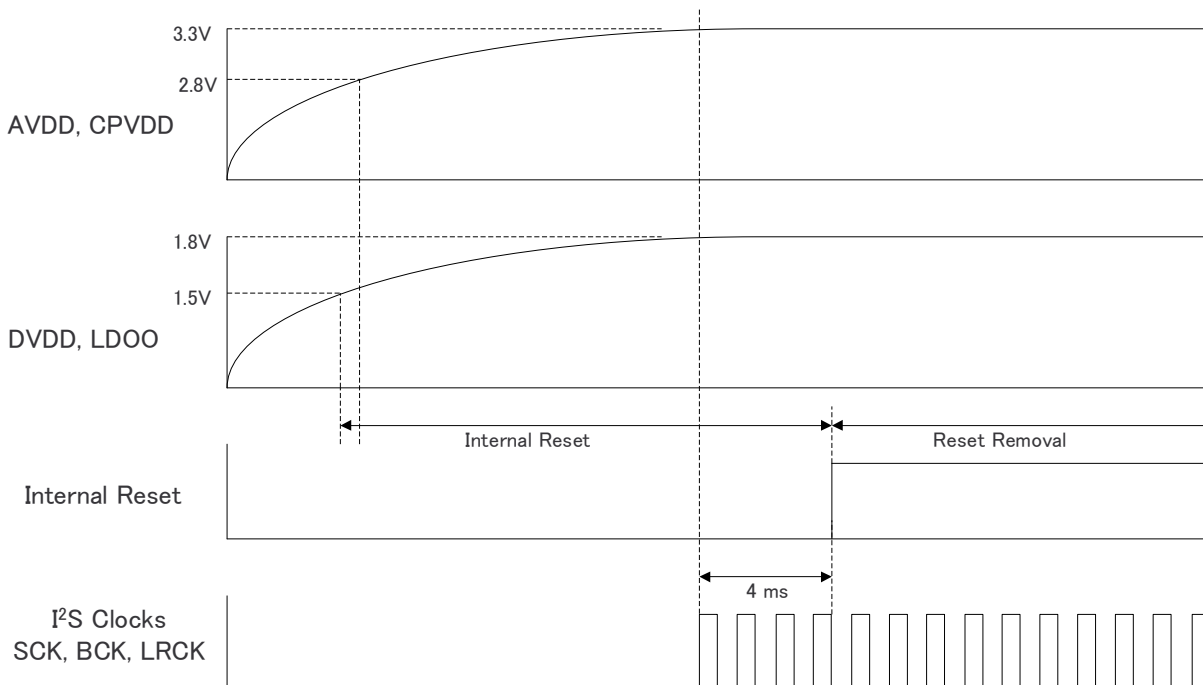 3.3V
2.8V
AVDD, CPVDD
1.8V
1.5V
DVDD, LDOO
Internal Reset
Reset Removal
Internal Reset
4 ms
I²S Clocks
SCK, BCK, LRCK